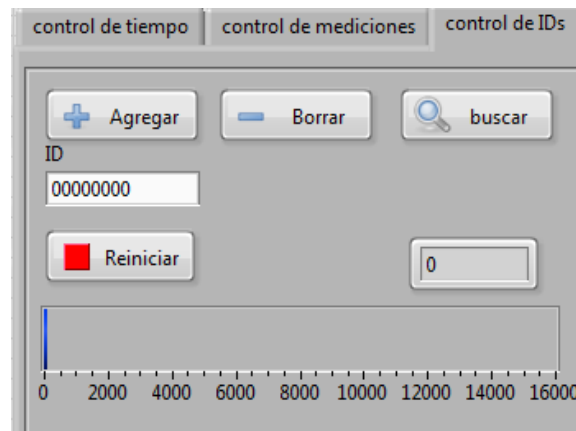 control de tiempo control de mediciones control de IDs
Agregar Borrar buscar
ID
00000000
Reiniciar 0
0 2000 4000 6000 8000 10000 12000 14000 16000